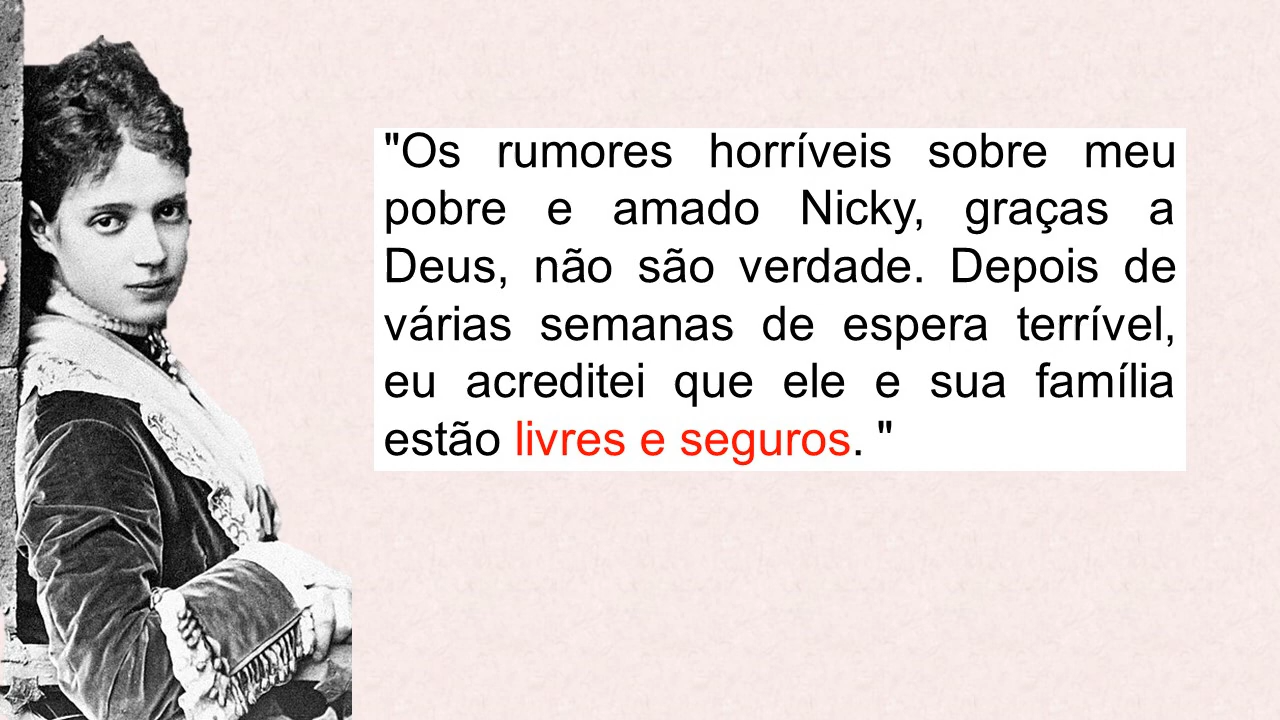 "Os rumores horríveis sobre meu
pobre e amado Nicky, graças a
Deus, não são verdade. Depois de
várias semanas de espera terrível,
eu acreditei que ele e sua família
estão livres e seguros. "